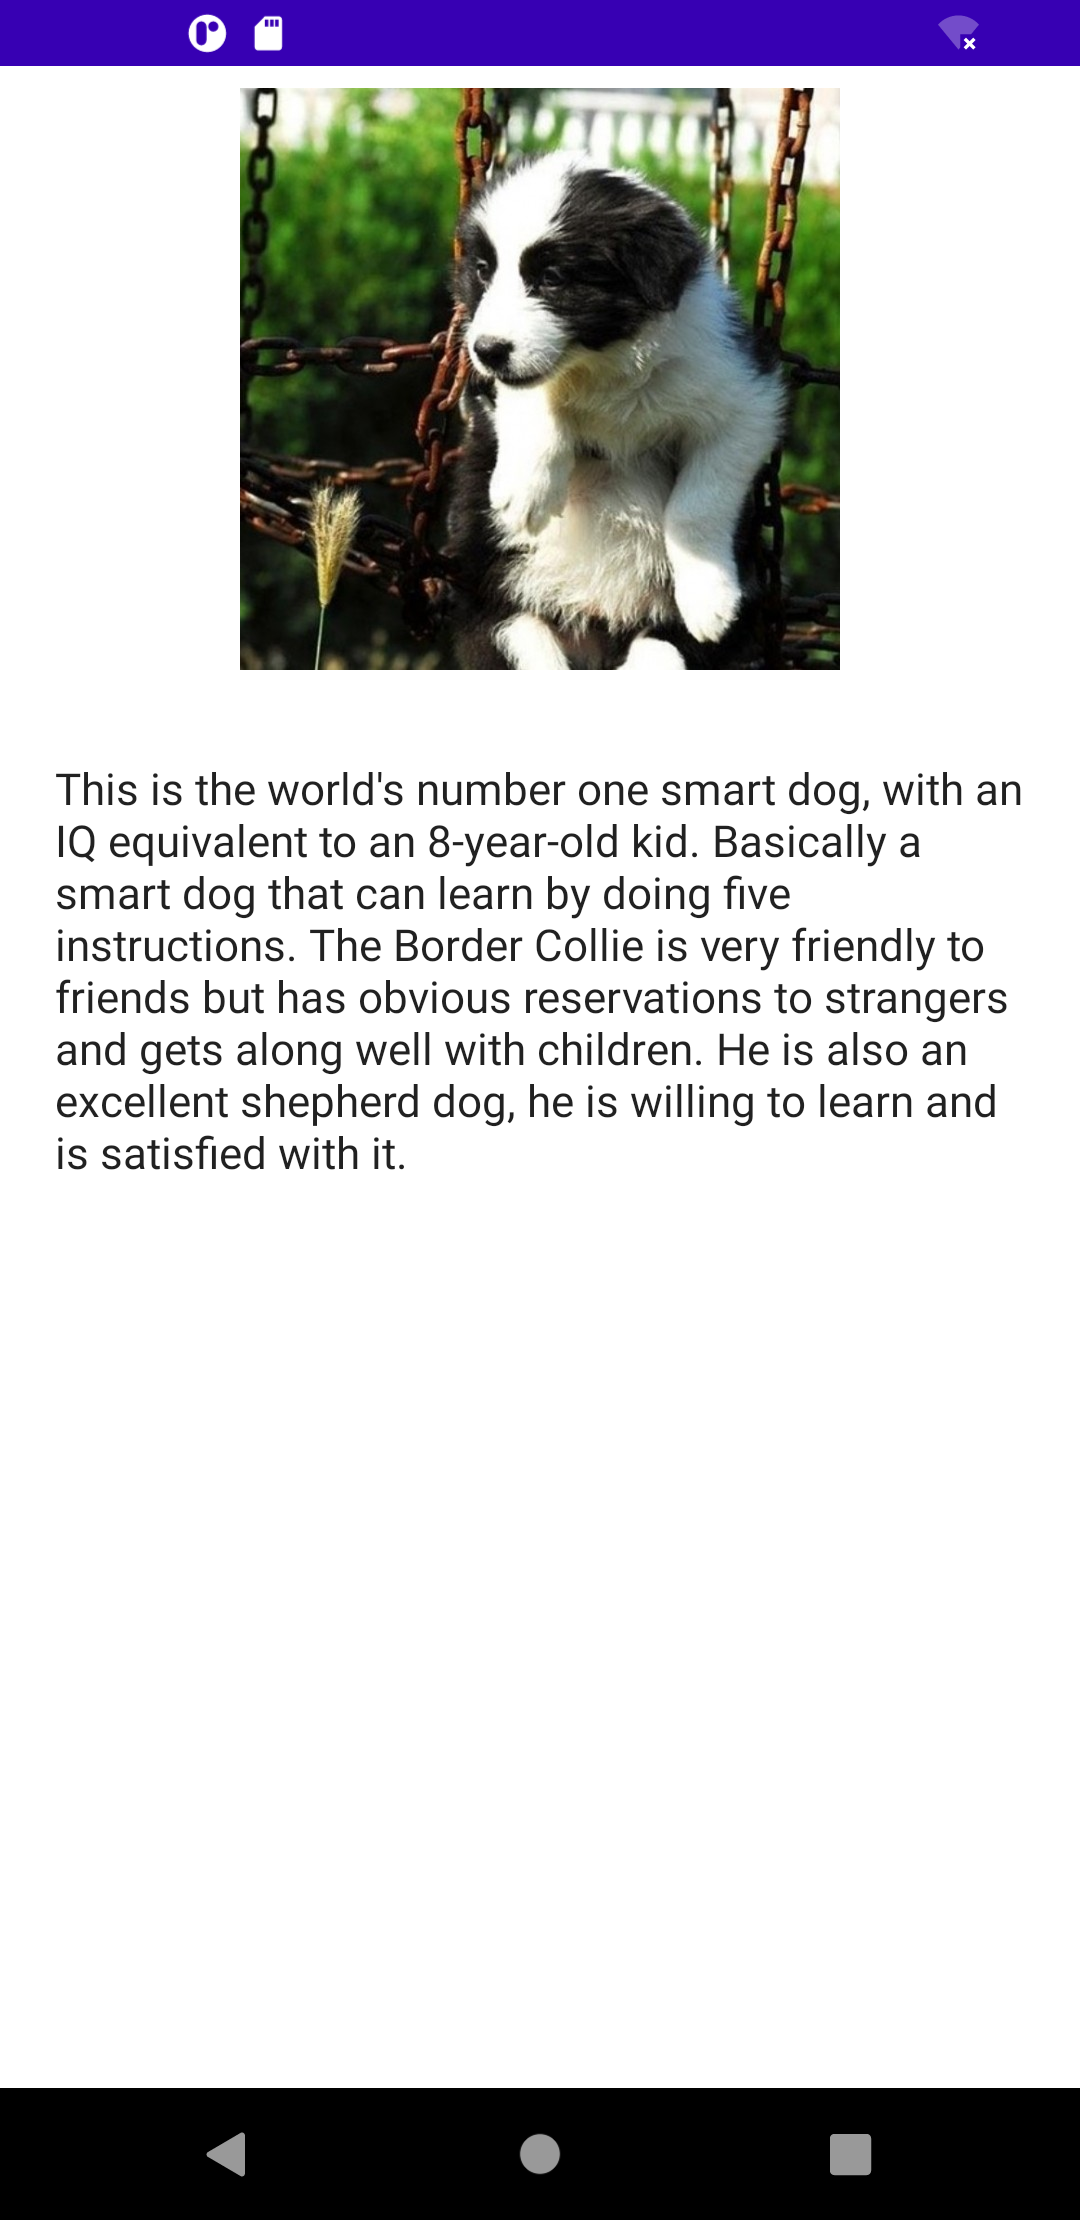 This is the world's number one smart dog, with an
IQ equivalent to an 8-year-old kid. Basically a
smart dog that can learn by doing five
instructions. The Border Collie is very friendly to
friends but has obvious reservations to strangers
and gets along well with children. He is also an
excellent shepherd dog, he is willing to learn and
is satisfied with it.